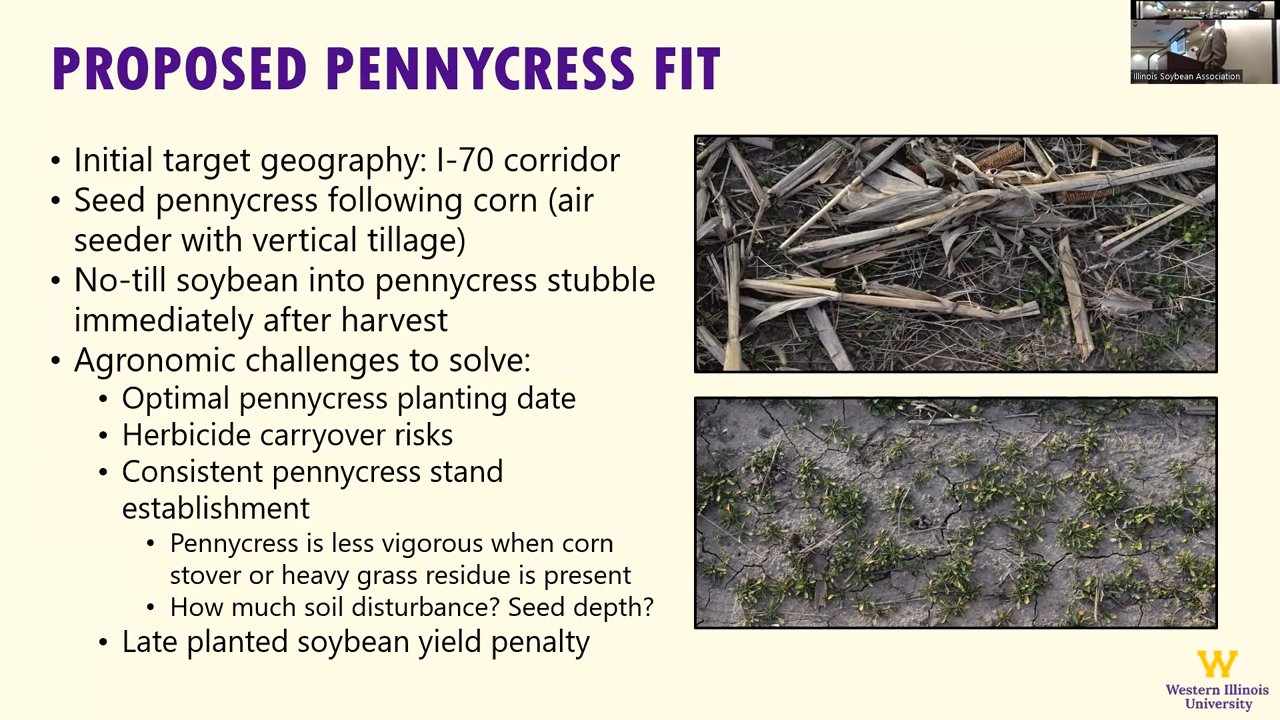 PROPOSED PENNYCRESS FIT
Illinois Soybean Association
• Initial target geography: I-70 corridor
• Seed pennycress following corn (air
seeder with vertical tillage)
• No-till soybean into pennycress stubble
immediately after harvest
• Agronomic challenges to solve:
• Optimal pennycress planting date
• Herbicide carryover risks
• Consistent pennycress stand
establishment
• Pennycress is less vigorous when corn
stover or heavy grass residue is present
• How much soil disturbance? Seed depth?
• Late planted soybean yield penalty
W
Western Illinois
University